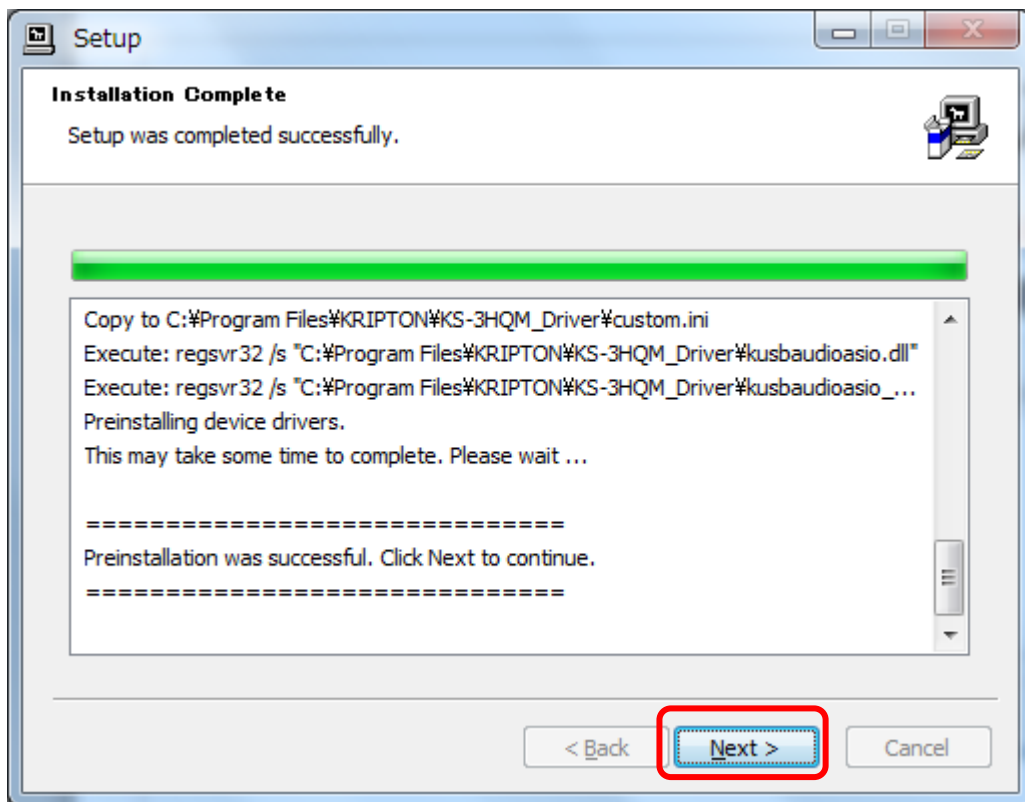 Setup
Installation Complete
Setup was completed successfully.
Copy to C:¥Program Files¥KRIPTON¥KS-3HQM_Driver¥custom.ini
Execute: regsvr32 /s "C:¥Program Files¥KRIPTON¥KS-3HQM_Driver¥kusbaudioasio.dll"
Execute: regsvr32 /s "C:¥Program Files¥KRIPTON¥KS-3HQM_Driver¥kusbaudioasio_...
Preinstalling device drivers.
This may take some time to complete. Please wait ...
==============================
Preinstallation was successful. Click Next to continue.
==============================
< Back Next > Cancel